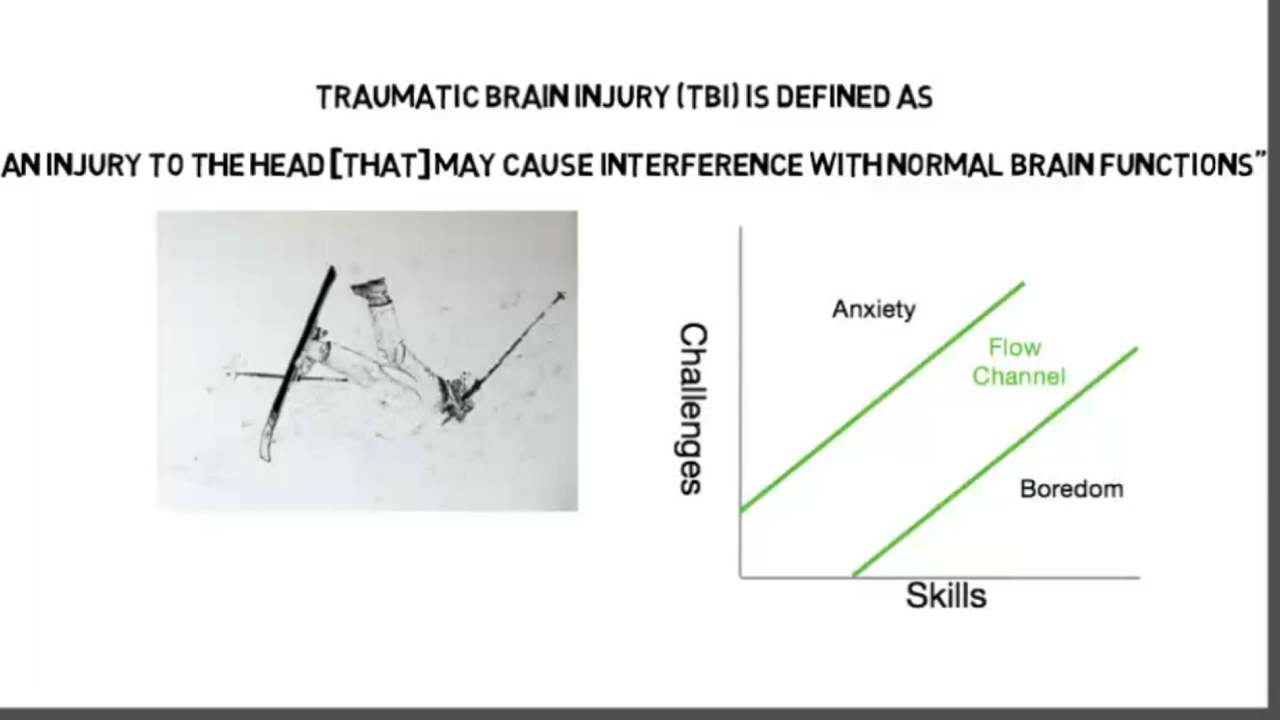 TRAUMATIC BRAIN INJURY (TBI) IS DEFINED AS
AN INJURY TO THE HEAD [THAT] MAY CAUSE INTERFERENCE WITH NORMAL BRAIN FUNCTIONS”
Anxiety
Flow
Channel
Challenges
Boredom
Skills